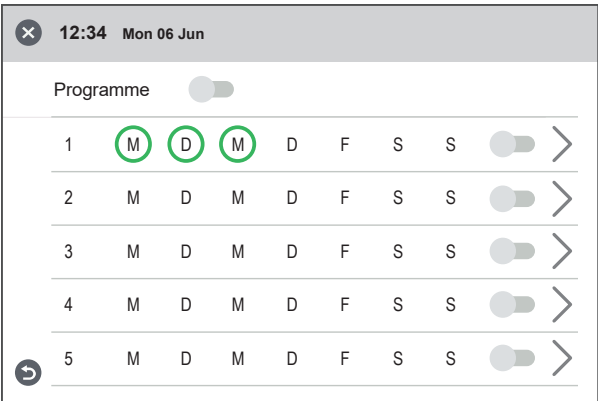 12:34 Mon 06 Jun
Programme
1 M D M D F S S
2 M D M D F S S
3 M D M D F S S
4 M D M D F S S
5 M D M D F S S